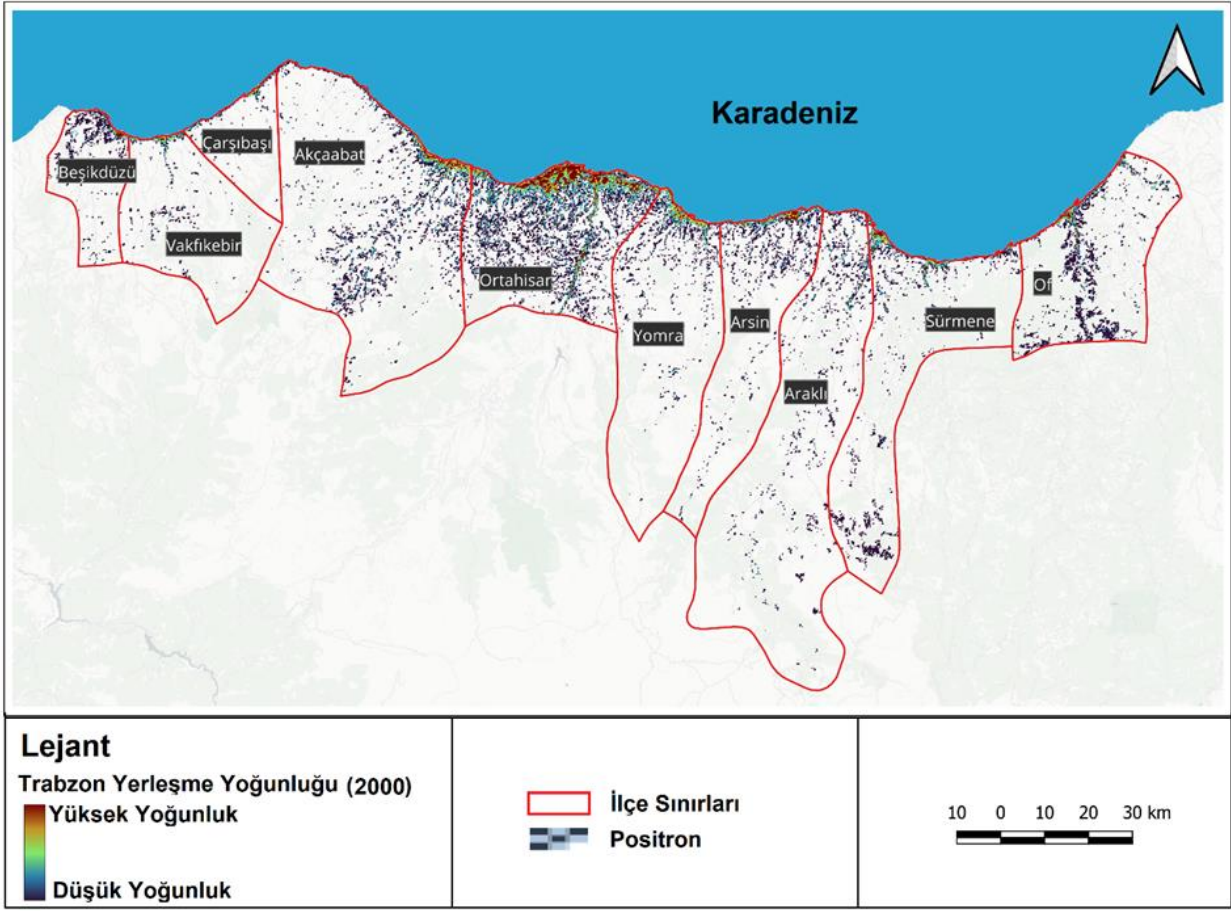 Karadeniz
Çarşıbaşı
Akçaabat
Beşikdüzü
Vakfıkebir
Ortahisar
Of
Sürmene
Yomra
Arsin
Araklı
Lejant
Trabzon Yerleşme Yoğunluğu (2000)
Yüksek Yoğunluk
Düşük Yoğunluk
İlçe Sınırları
Positron
10 0 10 20 30 km